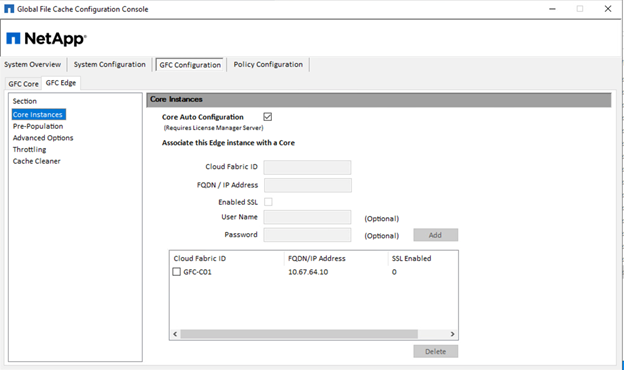 Global File Cache Configuration Console
NetApp
System Overview System Configuration GFC Configuration Policy Configuration
GFC Core GFC Edge
Section
Core Instances
Pre-Population
Advanced Options
Throttling
Cache Cleaner
Core Instances
Core Auto Configuration
(Requires License Manager Server)
Associate this Edge instance with a Core
Cloud Fabric ID
FQDN / IP Address
Enabled SSL
User Name (Optional)
Password (Optional) Add
Cloud Fabric ID FQDN/IP Address SSL Enabled
GFC-C01 10.67.64.10 0
Delete